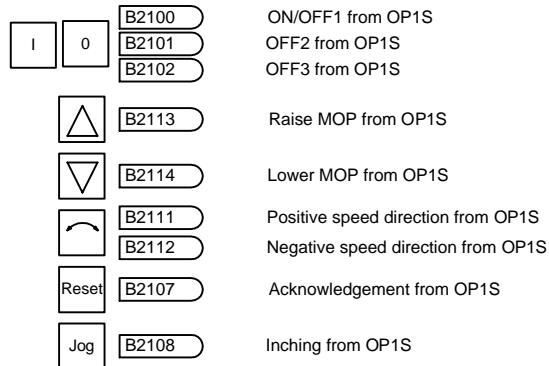 B2100 ON/OFF1 from OP1S
I 0 B2101 OFF2 from OP1S
B2102 OFF3 from OP1S
B2113 Raise MOP from OP1S
B2114 Lower MOP from OP1S
B2111 Positive speed direction from OP1S
B2112 Negative speed direction from OP1S
Reset B2107 Acknowledgement from OP1S
Jog B2108 Inching from OP1S